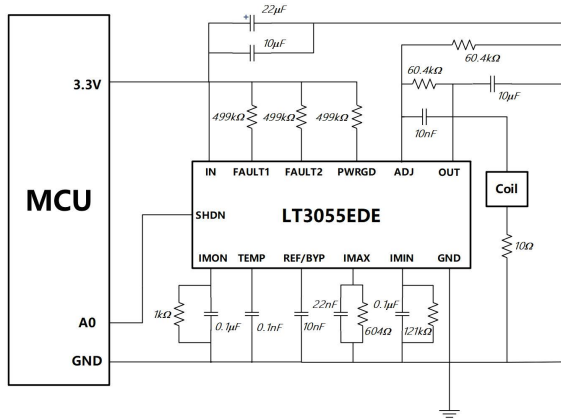 22μF
10μF
60.4kΩ
3.3V
60.4kΩ
10μF
499kΩ
499kΩ
499kΩ
10nF
IN FAULT1 FAULT2 PWRGD ADJ OUT
Coil
MCU
SHDN
LT3055EDE
10Ω
IMON TEMP REF/BYP IMAX IMIN GND
1kΩ
0.1μF
0.1nF
10nF
22nF
604Ω
0.1μF
121kΩ
A0
GND